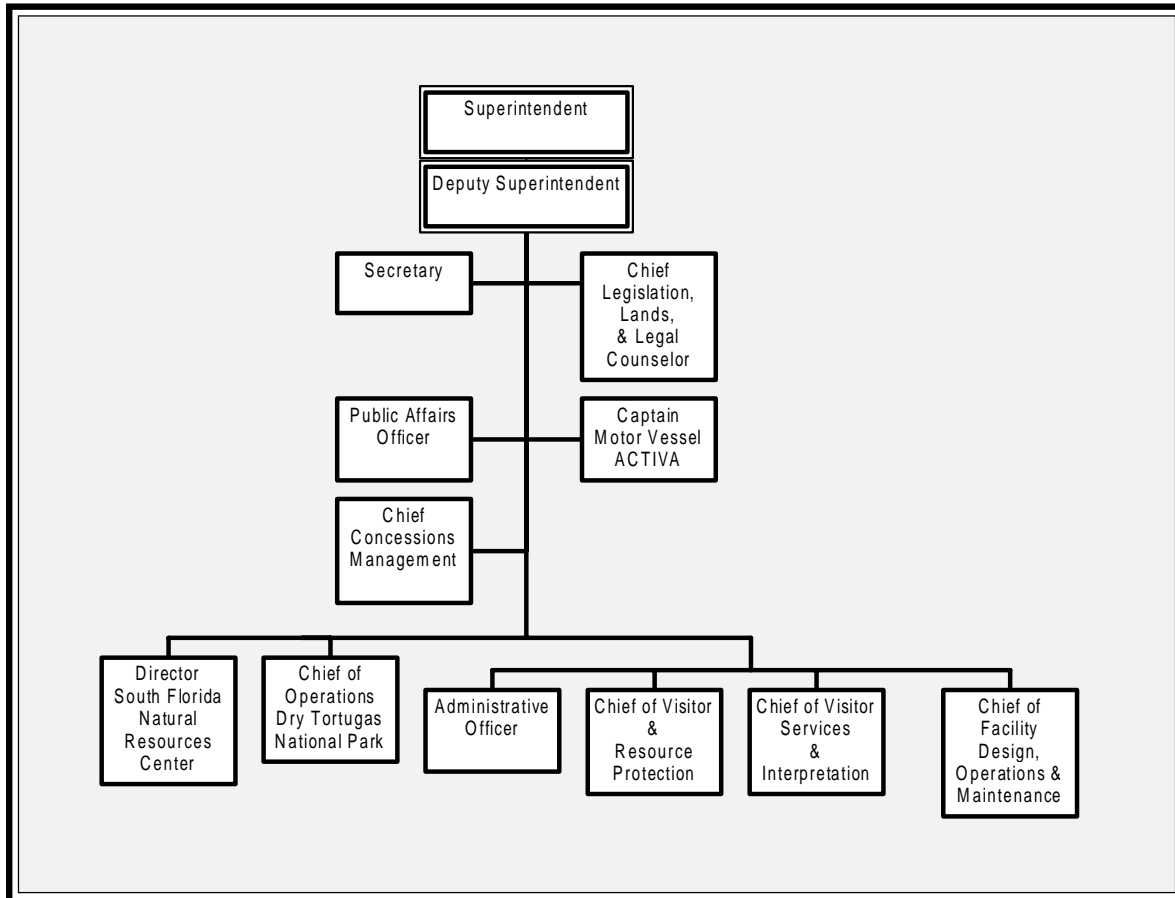 Superintendent
Deputy Superintendent
Secretary
Chief
Legislation,
Lands,
& Legal
Counselor
Public Affairs
Officer
Captain
Motor Vessel
ACTIVA
Chief
Concessions
Management
Director
South Florida
Natural
Resources
Center
Chief of
Operations
Dry Tortugas
National Park
Administrative
Officer
Chief of Visitor
&
Resource
Protection
Chief of Visitor
Services
&
Interpretation
Chief of
Facility
Design,
Operations &
Maintenance